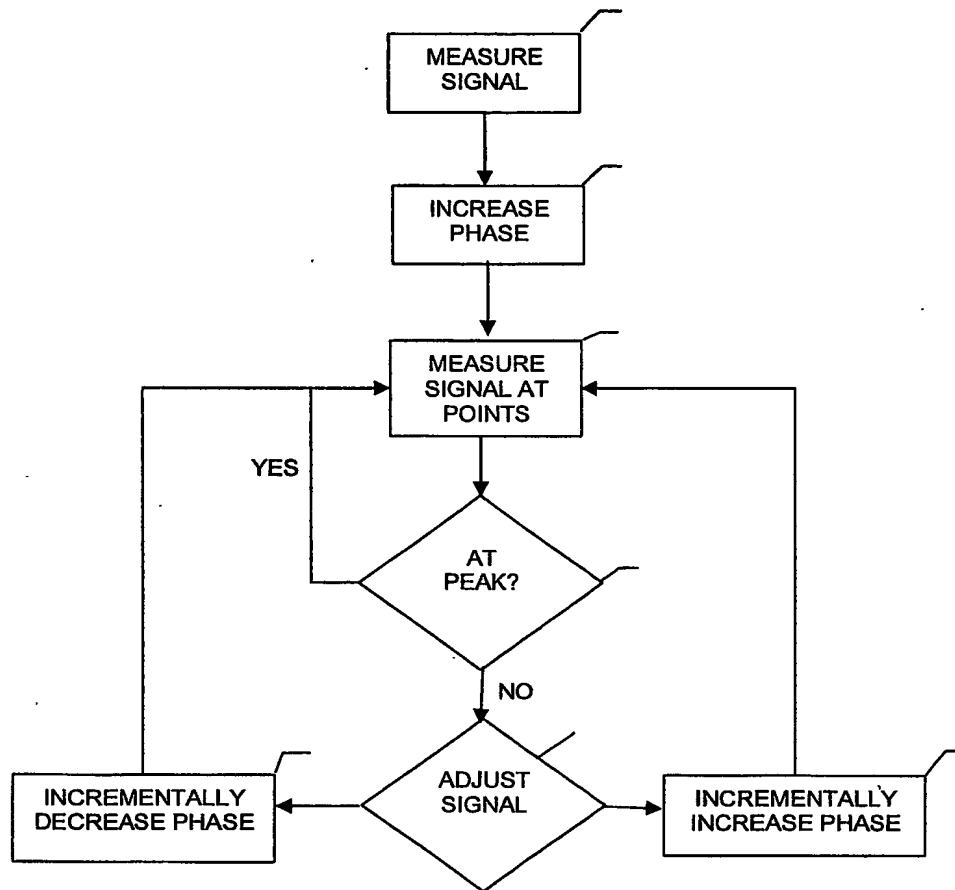 MEASURE
SIGNAL
INCREASE
PHASE
MEASURE
SIGNAL AT
POINTS
YES
AT
PEAK?
NO
ADJUST
SIGNAL
INCREMENTALLY
DECREASE PHASE
INCREMENTALLY
INCREASE PHASE